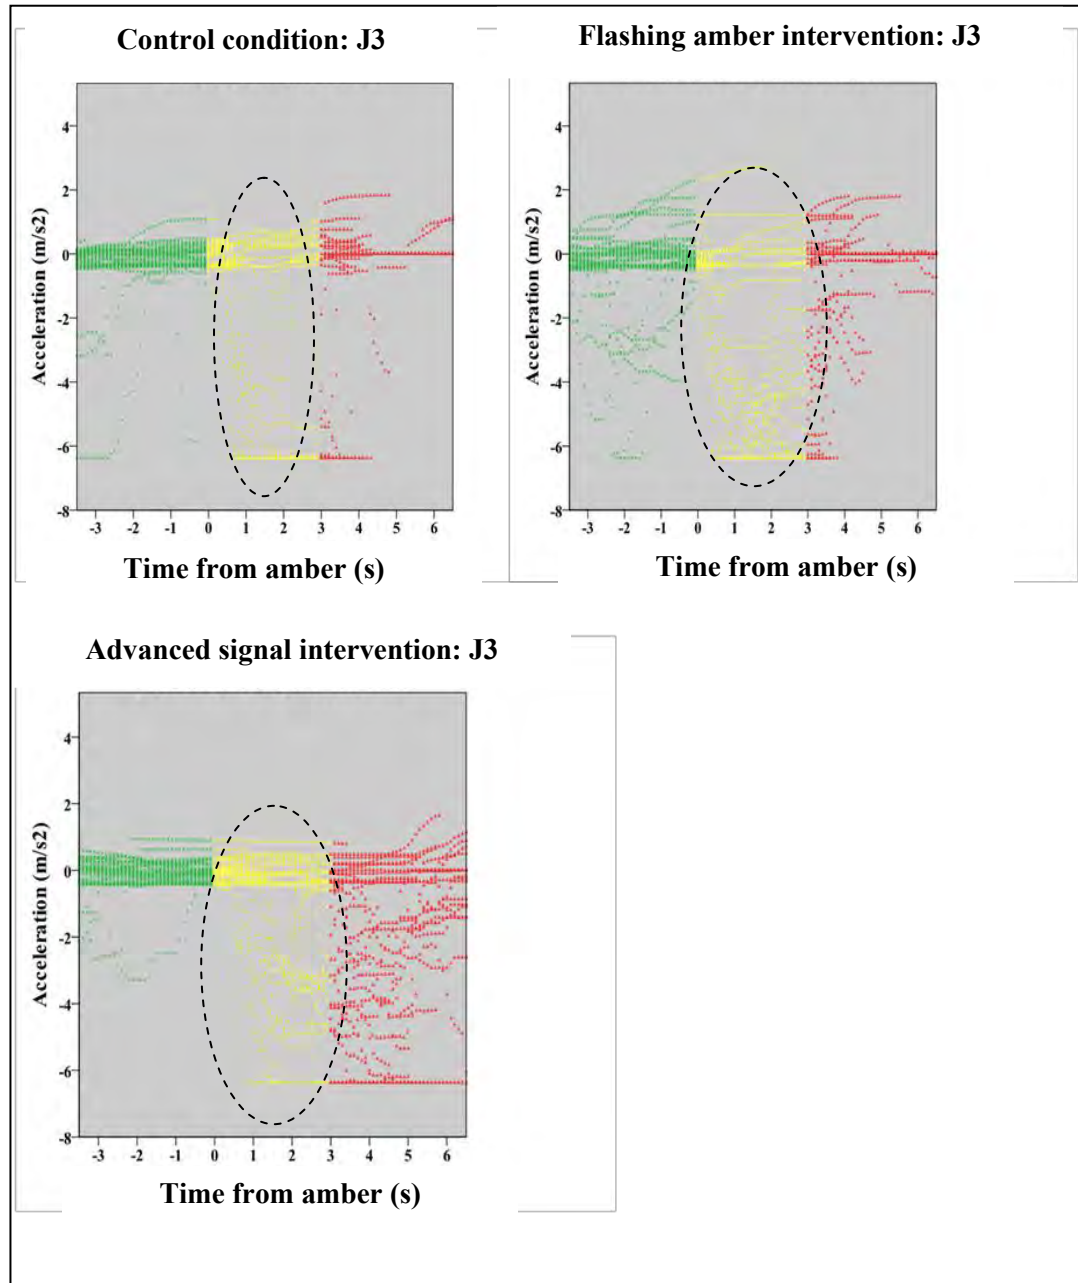 Control condition: J3
4
2
0
-2
-4
-6
-8
Acceleration (m/s2)
-3 -2 -1 0 1 2 3 4 5 6
Time from amber (s)
Flashing amber intervention: J3
4
2
0
-2
-4
-6
-8
Acceleration (m/s2)
-3 -2 -1 0 1 2 3 4 5 6
Time from amber (s)
Advanced signal intervention: J3
4
2
0
-2
-4
-6
-8
Acceleration (m/s2)
-3 -2 -1 0 1 2 3 4 5 6
Time from amber (s)